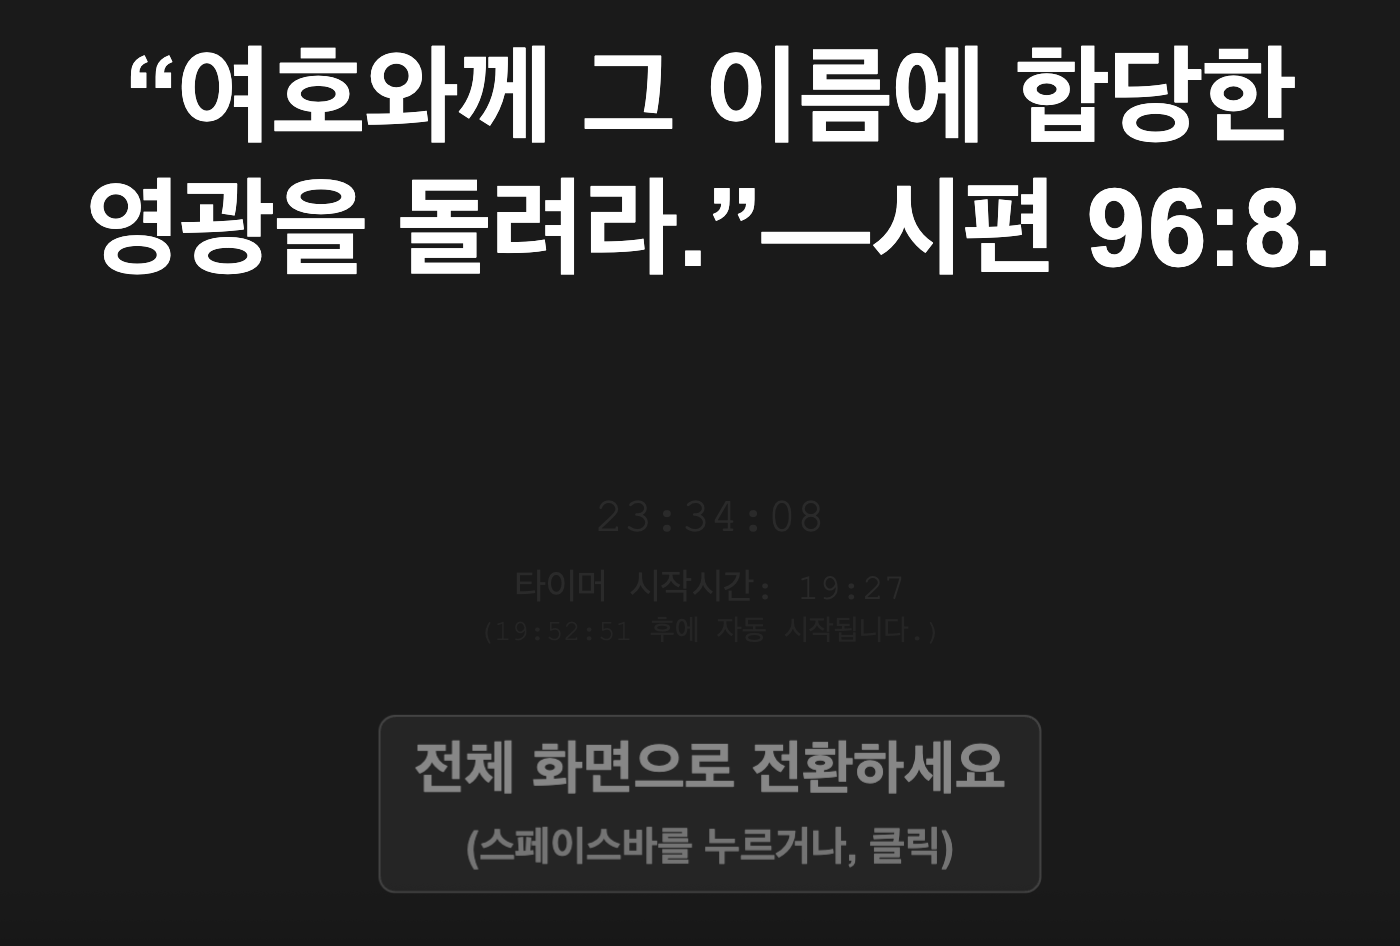 “여호와께 그 이름에 합당한
영광을 돌려라.”—시편 96:8.
23:34:08
타이머 시작시간: 19:27
(19:52:51 후에 자동 시작됩니다.)
전체 화면으로 전환하세요
(스페이스바를 누르거나, 클릭)